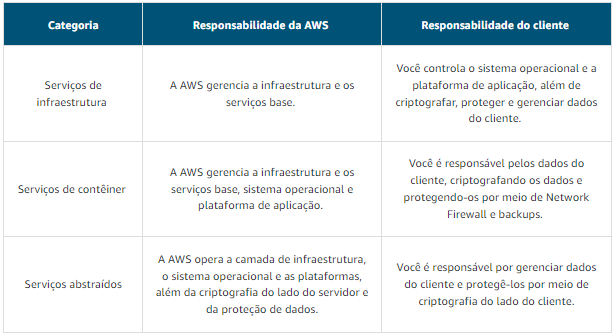 Categoria
Responsabilidade da AWS
Responsabilidade do cliente
Serviços de
infraestrutura
A AWS gerencia a infraestrutura e os
serviços base.
Você controla o sistema operacional e a
plataforma de aplicação, além de
criptografar, proteger e gerenciar dados
do cliente.
Serviços de contêiner
A AWS gerencia a infraestrutura e os
serviços base, sistema operacional e
plataforma de aplicação.
Você é responsável pelos dados do
cliente, criptografando os dados e
protegendo-os por meio de Network
Firewall e backups.
Serviços abstraídos
A AWS opera a camada de infraestrutura,
o sistema operacional e as plataformas,
além da criptografia do lado do servidor e
da proteção de dados.
Você é responsável por gerenciar dados
do cliente e protegê-los por meio de
criptografia do lado do cliente.